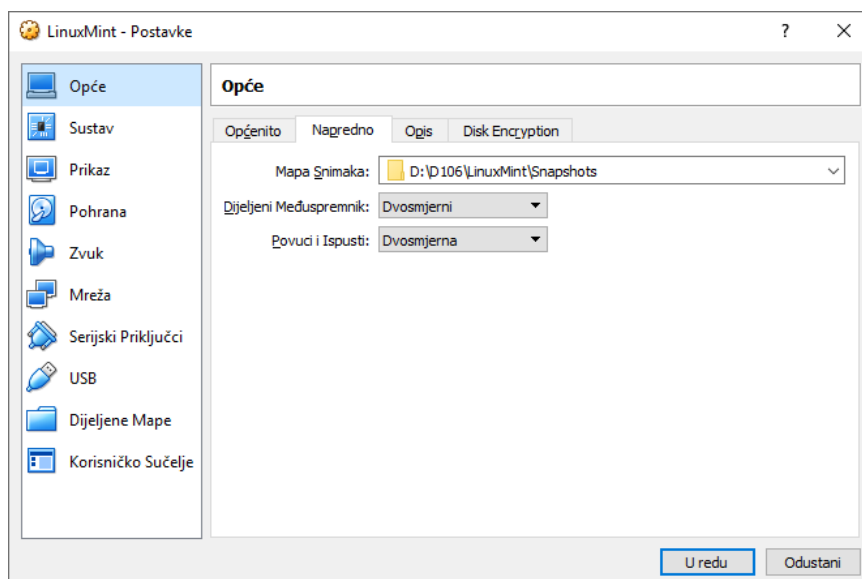 LinuxMint - Postavke
?
Opće
Sustav
Prikaz
Pohrana
Zvuk
Mreža
Serijski Priključci
USB
Dijeljene Mape
Korisničko Sučelje
Opće
Općenito Napredno Opis Disk Encryption
Mapa Snimaka: D:\D106\LinuxMint\Snapshots
Dijeljeni Međuspremnik: Dvosmjerni
Povuci i Ispusti: Dvosmjerna
U redu Odustani